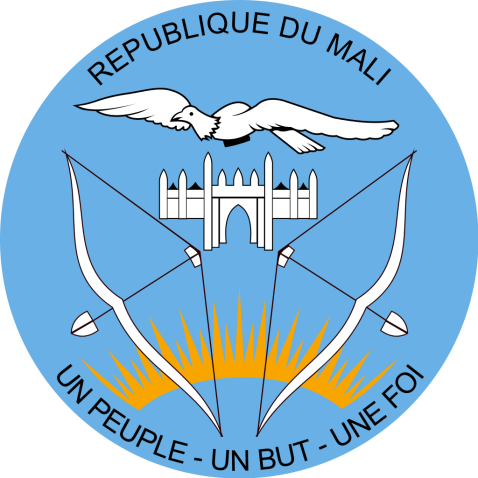 REPUBLIQUE DU MALI
UN PEUPLE - UN BUT - UNE FOI